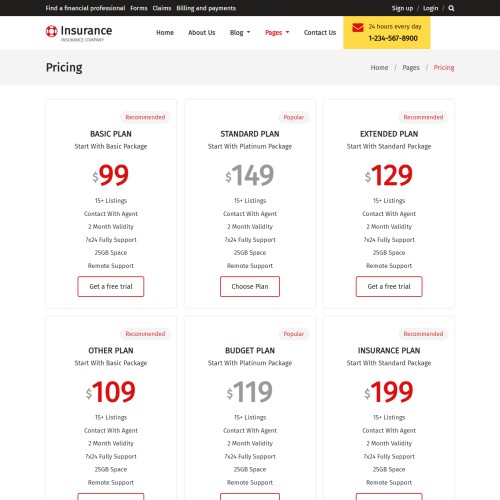 Find a financial professional Forms Claims Billing and payments Sign up / Login /
Insurance
INSURANCE COMPANY
Home About Us Blog Pages Contact Us
24 hours every day
1-234-567-8900
Pricing
Home / Pages / Pricing
Recommended
BASIC PLAN
Start With Basic Package
$99
15+ Listings
Contact With Agent
2 Month Validity
7x24 Fully Support
25GB Space
Remote Support
Get a free trial
Popular
STANDARD PLAN
Start With Platinum Package
$149
15+ Listings
Contact With Agent
2 Month Validity
7x24 Fully Support
25GB Space
Remote Support
Choose Plan
Recommended
EXTENDED PLAN
Start With Standard Package
$129
15+ Listings
Contact With Agent
2 Month Validity
7x24 Fully Support
25GB Space
Remote Support
Get a free trial
Recommended
OTHER PLAN
Start With Basic Package
$109
15+ Listings
Contact With Agent
2 Month Validity
7x24 Fully Support
25GB Space
Remote Support
Popular
BUDGET PLAN
Start With Platinum Package
$119
15+ Listings
Contact With Agent
2 Month Validity
7x24 Fully Support
25GB Space
Remote Support
Recommended
INSURANCE PLAN
Start With Standard Package
$199
15+ Listings
Contact With Agent
2 Month Validity
7x24 Fully Support
25GB Space
Remote Support